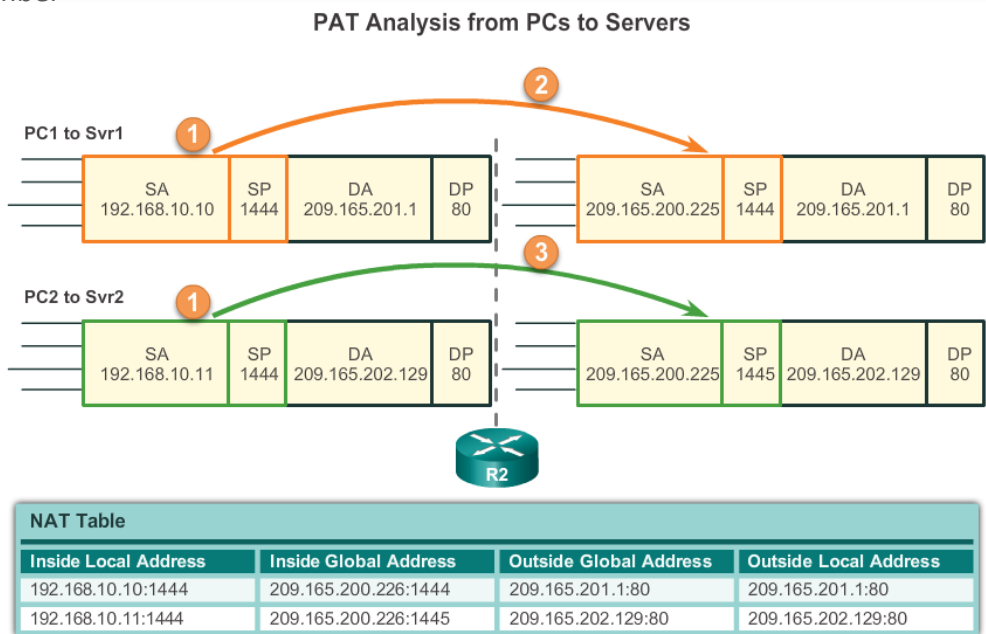 PAT Analysis from PCs to Servers
2
PC1 to Svr1
1
SA SP DA DP SA SP DA DP
192.168.10.10 1444 209.165.201.1 80 209.165.200.225 1444 209.165.201.1 80
3
PC2 to Svr2
1
SA SP DA DP SA SP DA DP
192.168.10.11 1444 209.165.202.129 80 209.165.200.225 1445 209.165.202.129 80
R2
NAT Table
Inside Local Address Inside Global Address Outside Global Address Outside Local Address
192.168.10.10:1444 209.165.200.226:1444 209.165.201.1:80 209.165.201.1:80
192.168.10.11:1444 209.165.200.226:1445 209.165.202.129:80 209.165.202.129:80